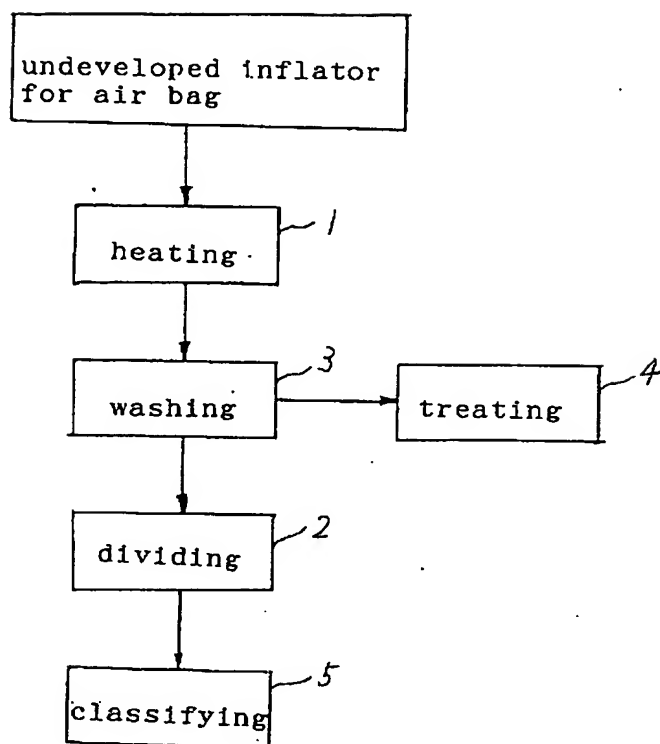 undeveloped inflator
for air bag
1
heating
3
washing
4
treating
2
dividing
5
classifying